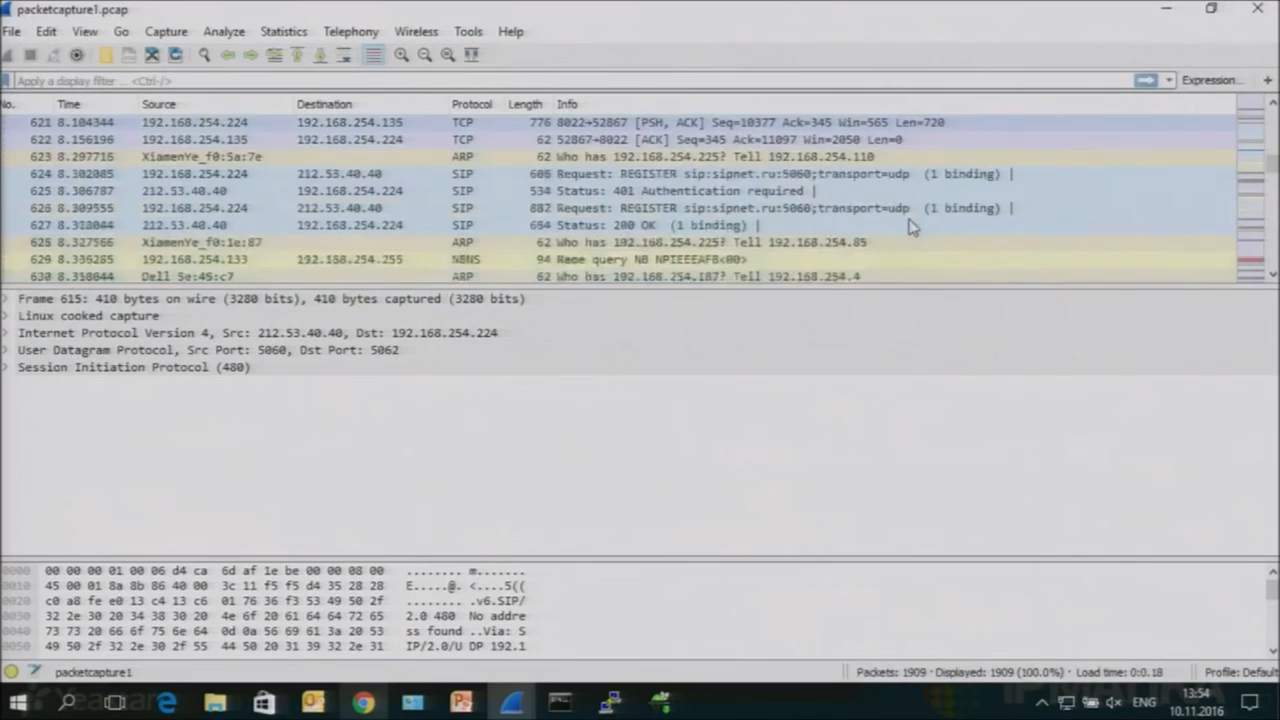 packetcapture1.pcap
File Edit View Go Capture Analyze Statistics Telephony Wireless Tools Help
Apply a display filter ... <Ctrl-/> Expression... +
No. Time Source Destination Protocol Length Info
621 8.104344 192.168.254.224 192.168.254.135 TCP 776 8022→52867 [PSH, ACK] Seq=10377 Ack=345 Win=565 Len=720
622 8.156196 192.168.254.135 192.168.254.224 TCP 62 52867→8022 [ACK] Seq=345 Ack=11097 Win=2050 Len=0
623 8.297716 XiamenYe_f0:5a:7e ARP 62 Who has 192.168.254.225? Tell 192.168.254.110
624 8.302085 192.168.254.224 212.53.40.40 SIP 606 Request: REGISTER sip:sipnet.ru:5060;transport=udp (1 binding) |
625 8.306787 212.53.40.40 192.168.254.224 SIP 534 Status: 401 Authentication required |
626 8.309555 192.168.254.224 212.53.40.40 SIP 882 Request: REGISTER sip:sipnet.ru:5060;transport=udp (1 binding) |
627 8.318044 212.53.40.40 192.168.254.224 SIP 654 Status: 200 OK (1 binding) |
628 8.327566 XiamenYe_f0:1e:87 ARP 62 Who has 192.168.254.225? Tell 192.168.254.85
629 8.336285 192.168.254.133 192.168.254.255 NBNS 94 Name query NB NPIEEEAFB<00>
630 8.358044 Dell 5e:45:c7 ARP 62 Who has 192.168.254.187? Tell 192.168.254.4
Frame 615: 410 bytes on wire (3280 bits), 410 bytes captured (3280 bits)
Linux cooked capture
Internet Protocol Version 4, Src: 212.53.40.40, Dst: 192.168.254.224
User Datagram Protocol, Src Port: 5060, Dst Port: 5062
Session Initiation Protocol (480)
0000 00 00 00 01 00 06 d4 ca 6d af 1e be 00 00 08 00 ........ m.......
0010 45 00 01 8a 8b 86 40 00 3c 11 f5 f5 d4 35 28 28 E.....@. <....5((
0020 c0 a8 fe e0 13 c4 13 c6 01 76 36 f3 53 49 50 2f ........ .v6.SIP/
0030 32 2e 30 20 34 38 30 20 4e 6f 20 61 64 64 72 65 2.0 480 No addre
0040 73 73 20 66 6f 75 6e 64 0d 0a 56 69 61 3a 20 53 ss found ..Via: S
0050 49 50 2f 32 2e 30 2f 55 44 50 20 31 39 32 2e 31 IP/2.0/U DP 192.1
packetcapture1 Packets: 1909 · Displayed: 1909 (100.0%) · Load time: 0:0.18 Profile: Default
ENG 13:54
10.11.2016